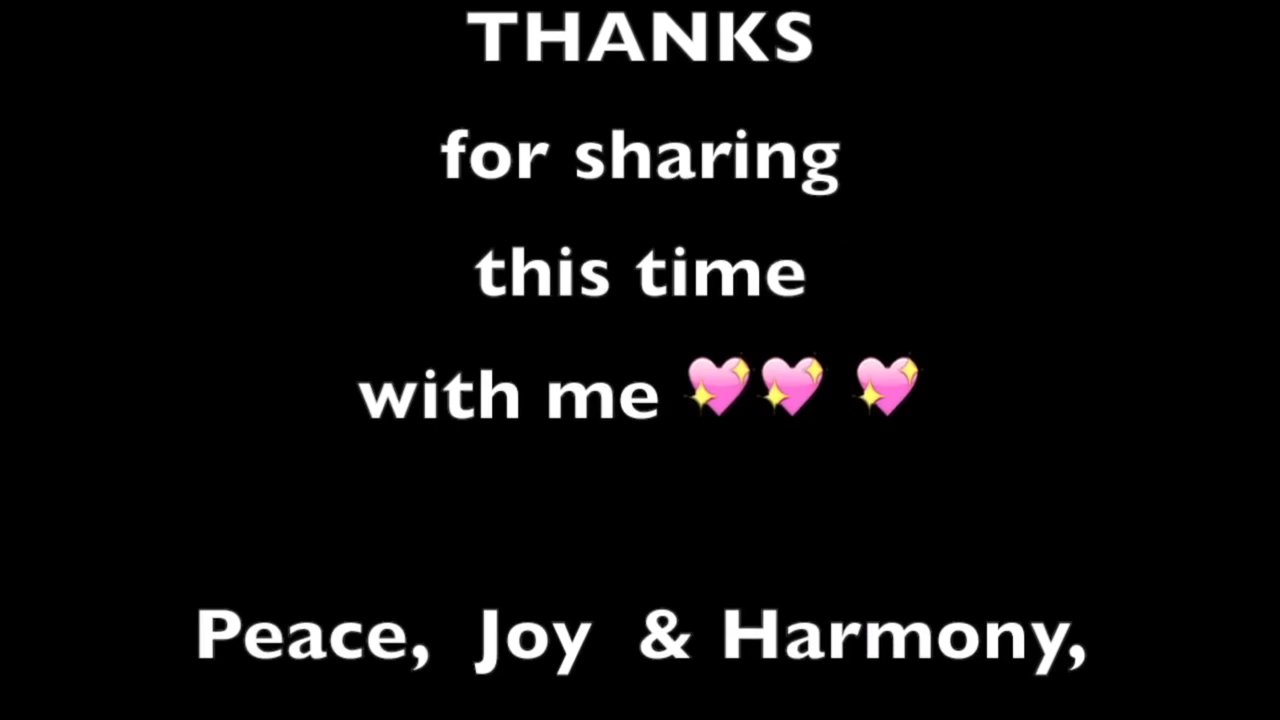 THANKS
for sharing
this time
with me 💖💖 💖
Peace, Joy & Harmony,